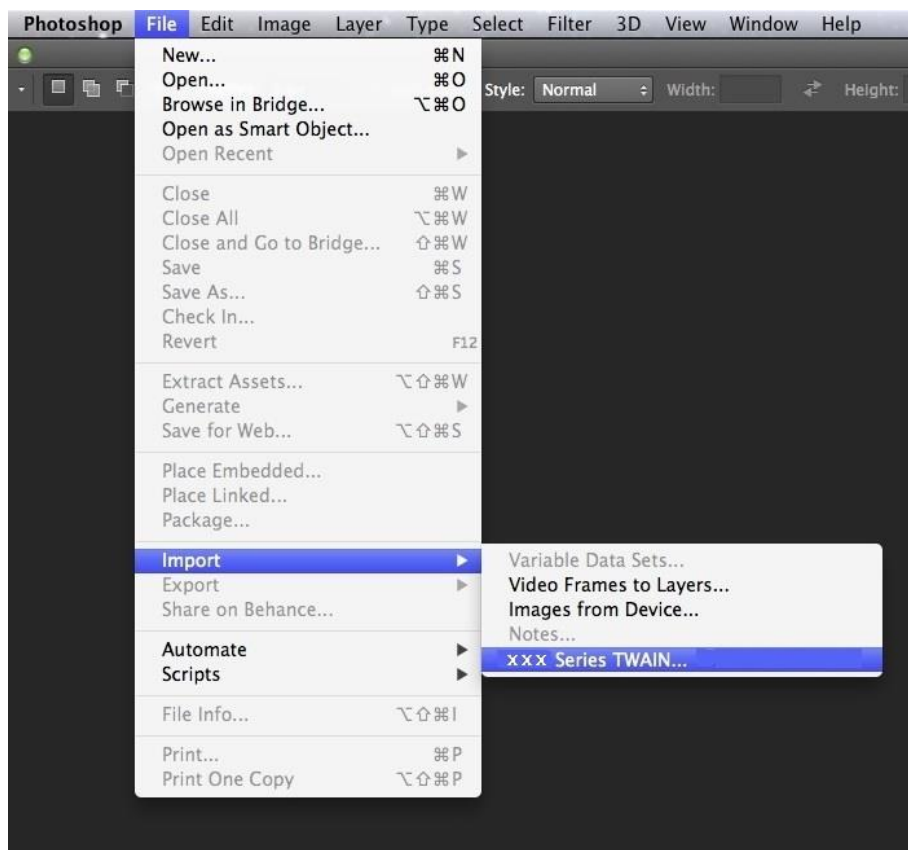 Photoshop File Edit Image Layer Type Select Filter 3D View Window Help
Style: Normal Width: Height:
New... ⌘N
Open... ⌘O
Browse in Bridge... ⌥⌘O
Open as Smart Object...
Open Recent
Close ⌘W
Close All ⌥⌘W
Close and Go to Bridge... ⇧⌘W
Save ⌘S
Save As... ⇧⌘S
Check In...
Revert F12
Extract Assets... ⌥⇧⌘W
Generate
Save for Web... ⌥⇧⌘S
Place Embedded...
Place Linked...
Package...
Import
Export
Share on Behance...
Automate
Scripts
File Info... ⌥⇧⌘I
Print... ⌘P
Print One Copy ⌥⇧⌘P
Variable Data Sets...
Video Frames to Layers...
Images from Device...
Notes...
xxx Series TWAIN...